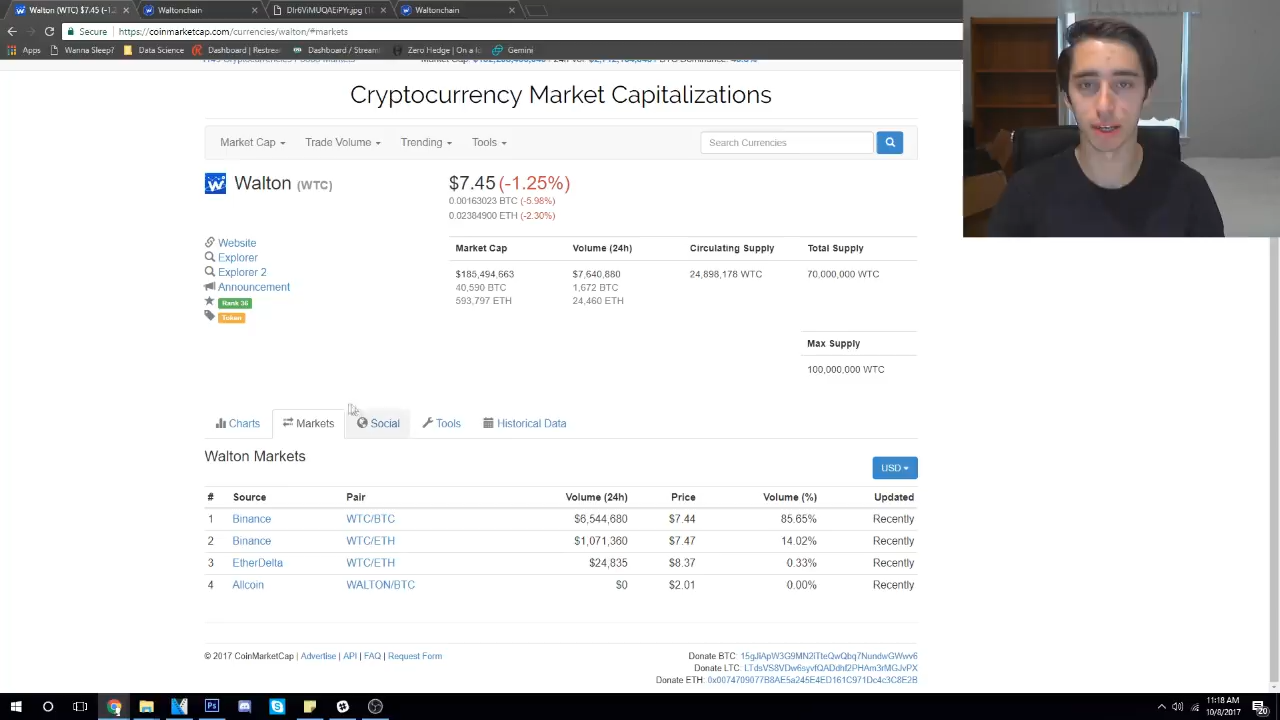 Walton (WTC) $7.45 (-1.2
Waltonchain
Dlr6ViMUQAEiPYr.jpg (1
Waltonchain
Secure https://coinmarketcap.com/currencies/walton/#markets
Apps Wanna Sleep? Data Science Dashboard | Restrea Dashboard / Stream Zero Hedge | On a lo Gemini
Cryptocurrency Market Capitalizations
Market Cap Trade Volume Trending Tools Search Currencies
Walton (WTC) $7.45 (-1.25%)
0.00163023 BTC (-5.98%)
0.02384900 ETH (-2.30%)
Website
Explorer
Explorer 2
Announcement
Rank 36
Token
Market Cap Volume (24h) Circulating Supply Total Supply
$185,494,663 $7,640,880 24,898,178 WTC 70,000,000 WTC
40,590 BTC 1,672 BTC
593,797 ETH 24,460 ETH
Max Supply
100,000,000 WTC
Charts Markets Social Tools Historical Data
Walton Markets
USD
# Source Pair Volume (24h) Price Volume (%) Updated
1 Binance WTC/BTC $6,544,680 $7.44 85.65% Recently
2 Binance WTC/ETH $1,071,360 $7.47 14.02% Recently
3 EtherDelta WTC/ETH $24,835 $8.37 0.33% Recently
4 Allcoin WALTON/BTC $0 $2.01 0.00% Recently
© 2017 CoinMarketCap | Advertise | API | FAQ | Request Form
Donate BTC:
Donate LTC:
Donate ETH:
11:18 AM
10/8/2017
20